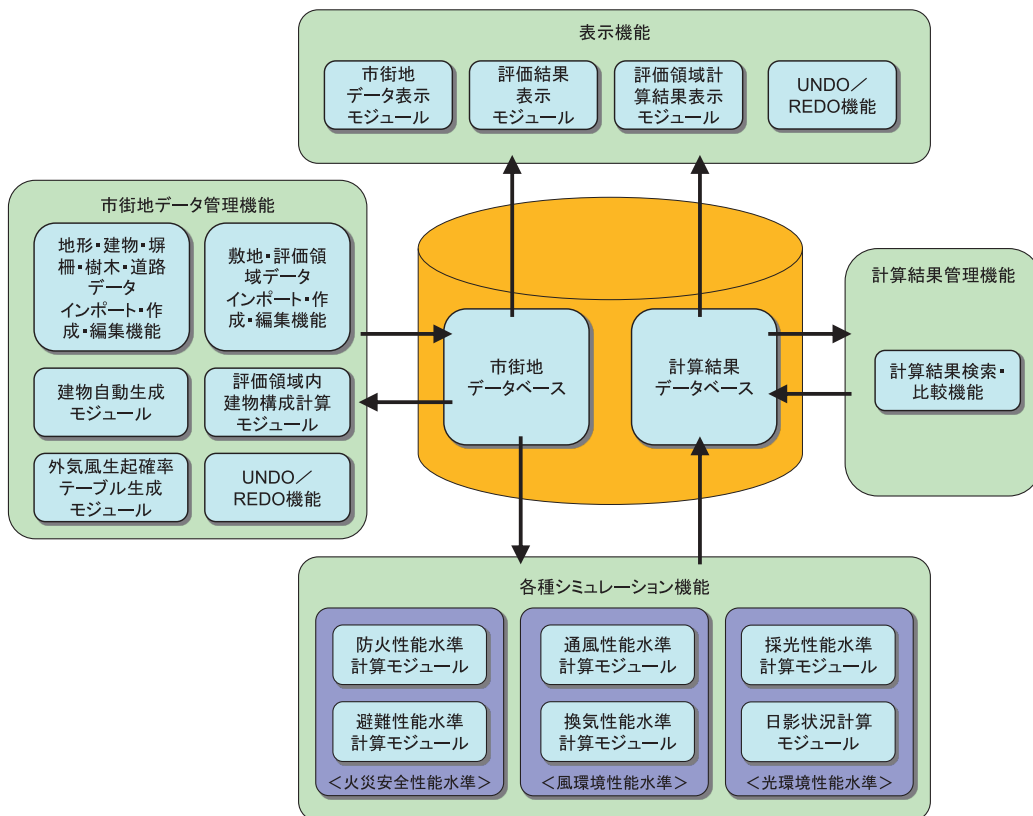 表示機能
市街地
データ表示
モジュール
評価結果
表示
モジュール
評価領域計
算結果表示
モジュール
UNDO／
REDO機能
市街地データ管理機能
地形・建物・塀
柵・樹木・道路
データ
インポート・作
成・編集機能
敷地・評価領
域データ
インポート・作
成・編集機能
建物自動生成
モジュール
評価領域内
建物構成計算
モジュール
外気風生起確率
テーブル生成
モジュール
UNDO／
REDO機能
市街地
データベース
計算結果
データベース
計算結果管理機能
計算結果検索・
比較機能
各種シミュレーション機能
防火性能水準
計算モジュール
避難性能水準
計算モジュール
＜火災安全性能水準＞
通風性能水準
計算モジュール
換気性能水準
計算モジュール
＜風環境性能水準＞
採光性能水準
計算モジュール
日影状況計算
モジュール
＜光環境性能水準＞